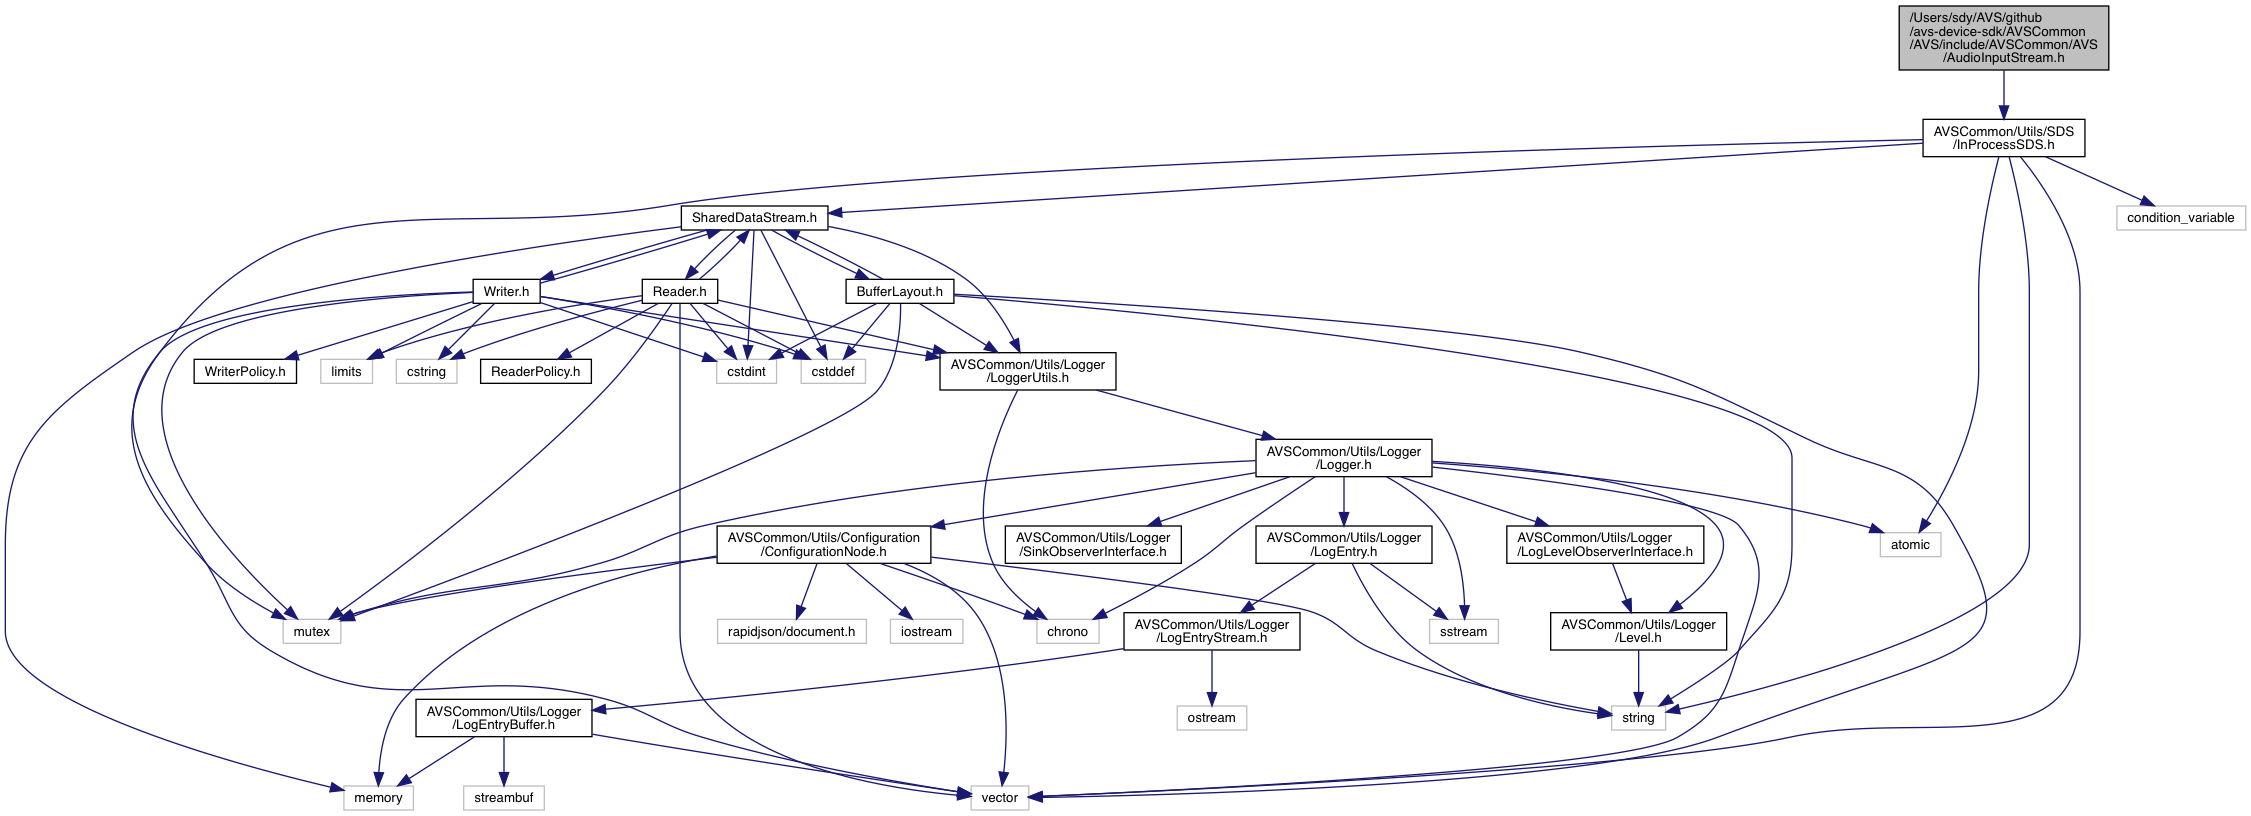 /Users/sdy/AVS/github
/avs-device-sdk/AVSCommon
/AVS/include/AVSCommon/AVS
/AudioInputStream.h
AVSCommon/Utils/SDS
/InProcessSDS.h
SharedDataStream.h
condition_variable
Writer.h
Reader.h
BufferLayout.h
WriterPolicy.h
limits
cstring
ReaderPolicy.h
cstdint
cstddef
AVSCommon/Utils/Logger
/LoggerUtils.h
AVSCommon/Utils/Logger
/Logger.h
AVSCommon/Utils/Configuration
/ConfigurationNode.h
AVSCommon/Utils/Logger
/SinkObserverInterface.h
AVSCommon/Utils/Logger
/LogEntry.h
AVSCommon/Utils/Logger
/LogLevelObserverInterface.h
atomic
mutex
rapidjson/document.h
iostream
chrono
AVSCommon/Utils/Logger
/LogEntryStream.h
sstream
AVSCommon/Utils/Logger
/Level.h
AVSCommon/Utils/Logger
/LogEntryBuffer.h
ostream
string
memory
streambuf
vector